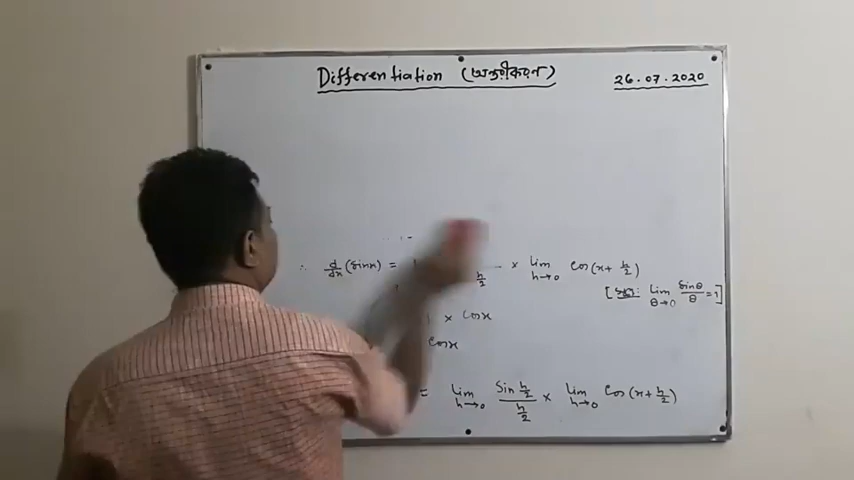 Differentiation (অন্তরীকরণ)
26.07.2020
∴ d/dx (sinx) = h/2 × lim h→0 cos(x + h/2)
[lim θ→0 sinθ/θ = 1]
× cosx
cosx
= lim h→0 sin h/2 / h/2 × lim h→0 cos(x + h/2)